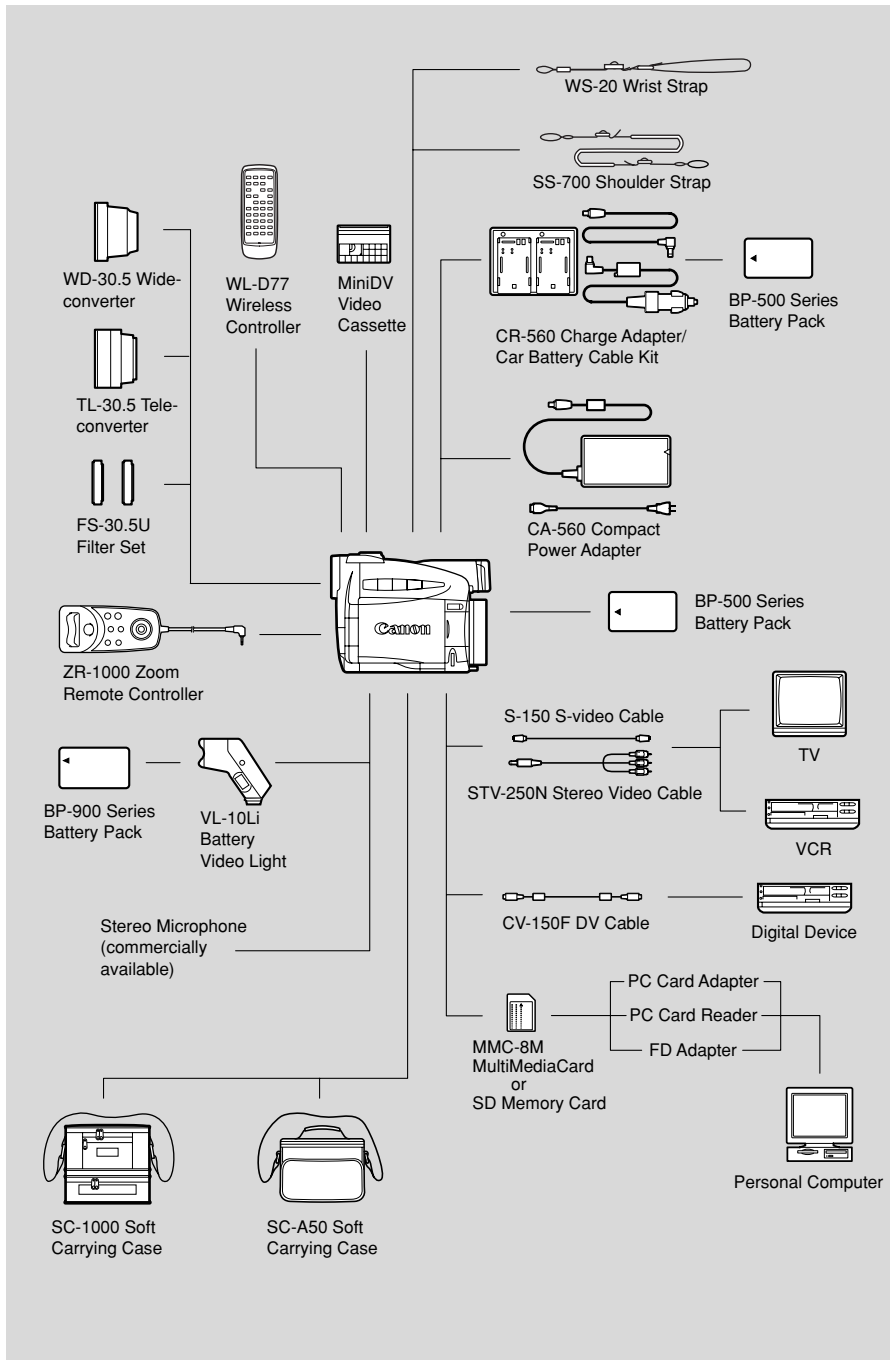 WS-20 Wrist Strap
SS-700 Shoulder Strap
WD-30.5 Wide-
converter
WL-D77
Wireless
Controller
MiniDV
Video
Cassette
CR-560 Charge Adapter/
Car Battery Cable Kit
BP-500 Series
Battery Pack
TL-30.5 Tele-
converter
FS-30.5U
Filter Set
CA-560 Compact
Power Adapter
Canon
BP-500 Series
Battery Pack
ZR-1000 Zoom
Remote Controller
S-150 S-video Cable
STV-250N Stereo Video Cable
TV
VCR
BP-900 Series
Battery Pack
VL-10Li
Battery
Video Light
CV-150F DV Cable
Digital Device
Stereo Microphone
(commercially
available)
PC Card Adapter
PC Card Reader
FD Adapter
MMC-8M
MultiMediaCard
or
SD Memory Card
Personal Computer
SC-1000 Soft
Carrying Case
SC-A50 Soft
Carrying Case